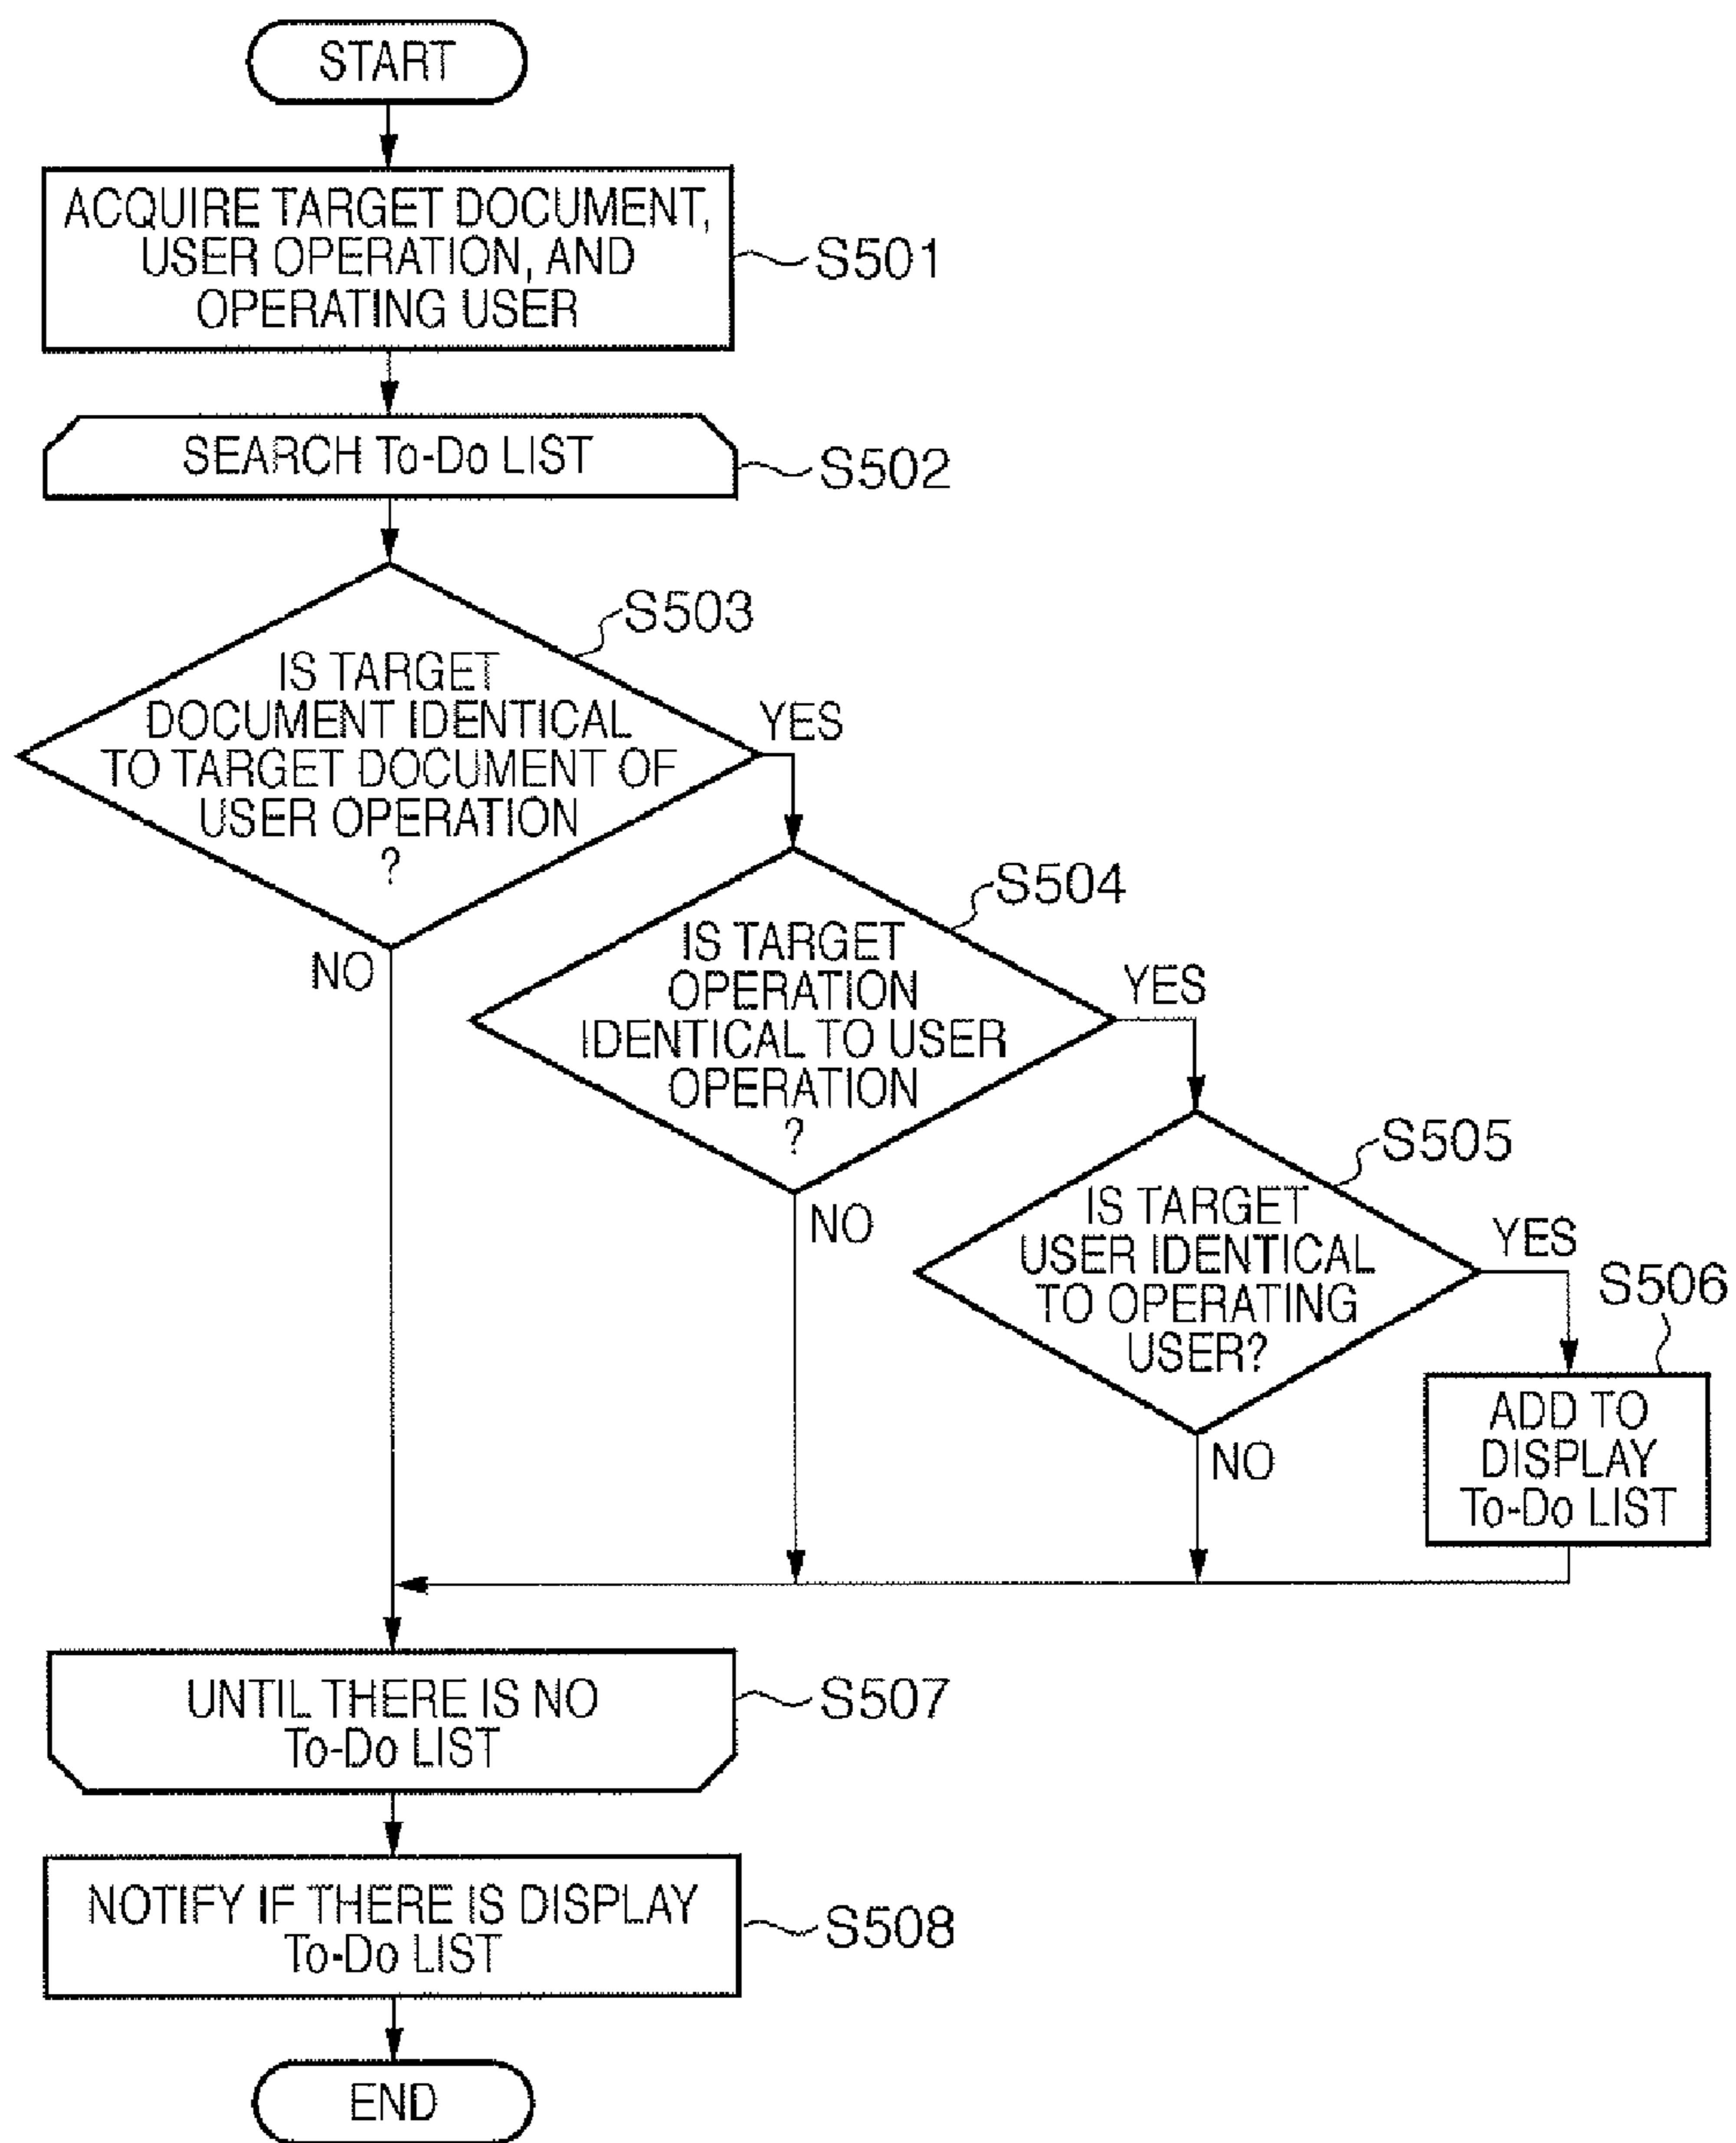 START
ACQUIRE TARGET DOCUMENT,
USER OPERATION, AND
OPERATING USER
S501
SEARCH To-Do LIST
S502
S503
IS TARGET
DOCUMENT IDENTICAL
TO TARGET DOCUMENT OF
USER OPERATION
?
YES
NO
S504
IS TARGET
OPERATION
IDENTICAL TO USER
OPERATION
?
YES
NO
S505
IS TARGET
USER IDENTICAL
TO OPERATING
USER?
YES
NO
S506
ADD TO
DISPLAY
To-Do LIST
UNTIL THERE IS NO
To-Do LIST
S507
NOTIFY IF THERE IS DISPLAY
To-Do LIST
S508
END